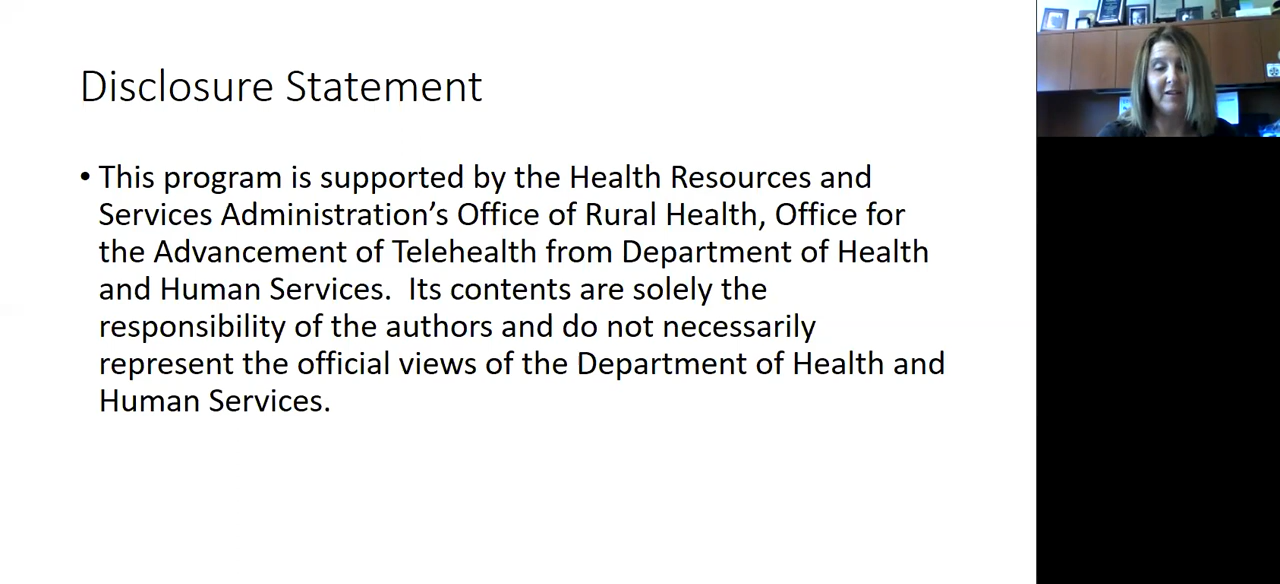 Disclosure Statement
• This program is supported by the Health Resources and
Services Administration’s Office of Rural Health, Office for
the Advancement of Telehealth from Department of Health
and Human Services.  Its contents are solely the
responsibility of the authors and do not necessarily
represent the official views of the Department of Health and
Human Services.